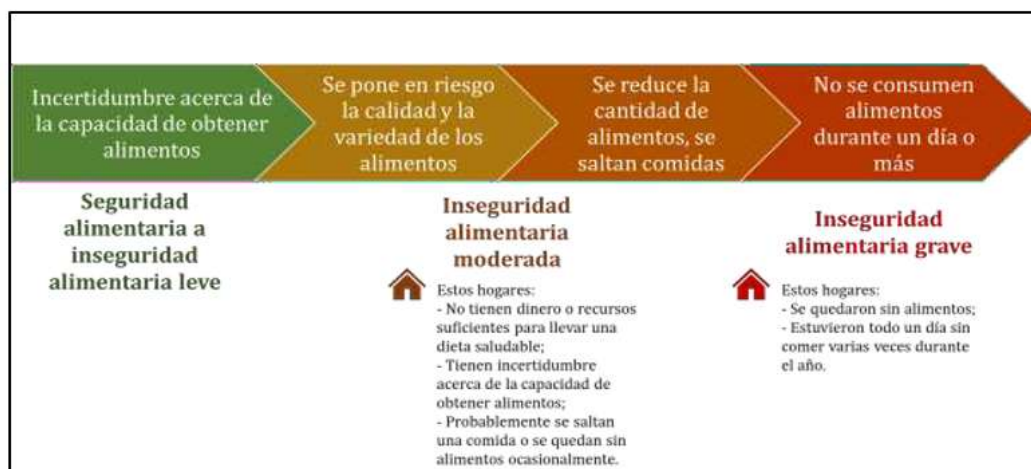 Incertidumbre acerca de
la capacidad de obtener
alimentos
Se pone en riesgo
la calidad y la
variedad de los
alimentos
Se reduce la
cantidad de
alimentos, se
saltan comidas
No se consumen
alimentos
durante un día o
más
Seguridad
alimentaria a
inseguridad
alimentaria leve
Inseguridad
alimentaria
moderada
Estos hogares:
- No tienen dinero o recursos
suficientes para llevar una
dieta saludable;
- Tienen incertidumbre
acerca de la capacidad de
obtener alimentos;
- Probablemente se saltan
una comida o se quedan sin
alimentos ocasionalmente.
Inseguridad
alimentaria grave
Estos hogares:
- Se quedaron sin alimentos;
- Estuvieron todo un día sin
comer varias veces durante
el año.